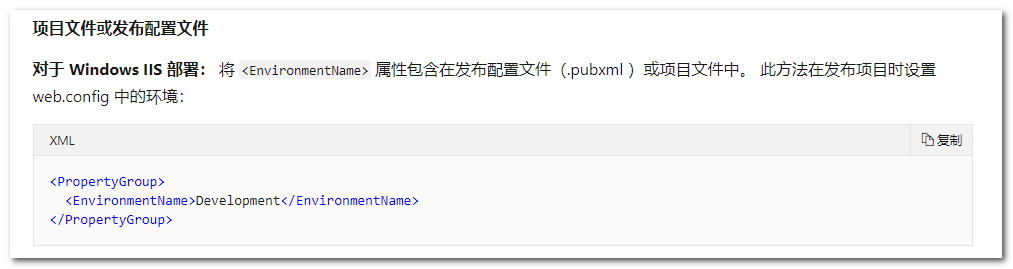 项目文件或发布配置文件
对于 Windows IIS 部署： 将 <EnvironmentName> 属性包含在发布配置文件（.pubxml ）或项目文件中。 此方法在发布项目时设置
web.config 中的环境：
XML 复制
<PropertyGroup>
  <EnvironmentName>Development</EnvironmentName>
</PropertyGroup>